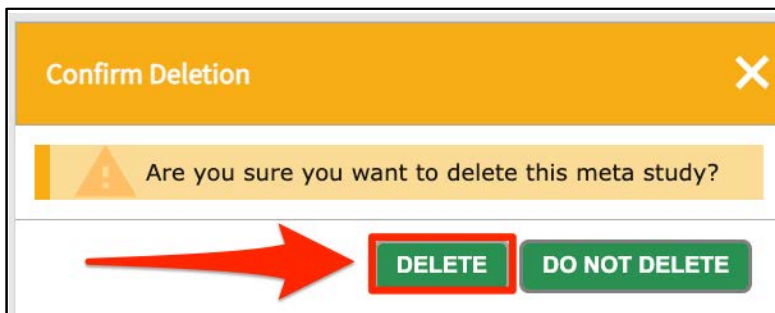 Confirm Deletion
Are you sure you want to delete this meta study?
DELETE DO NOT DELETE